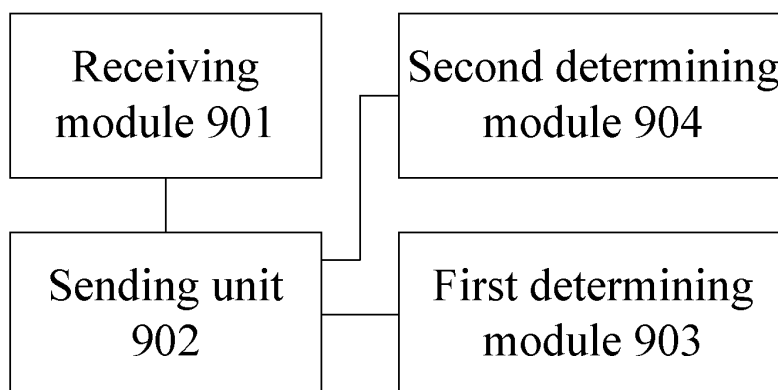 Receiving
module 901
Second determining
module 904
Sending unit
902
First determining
module 903